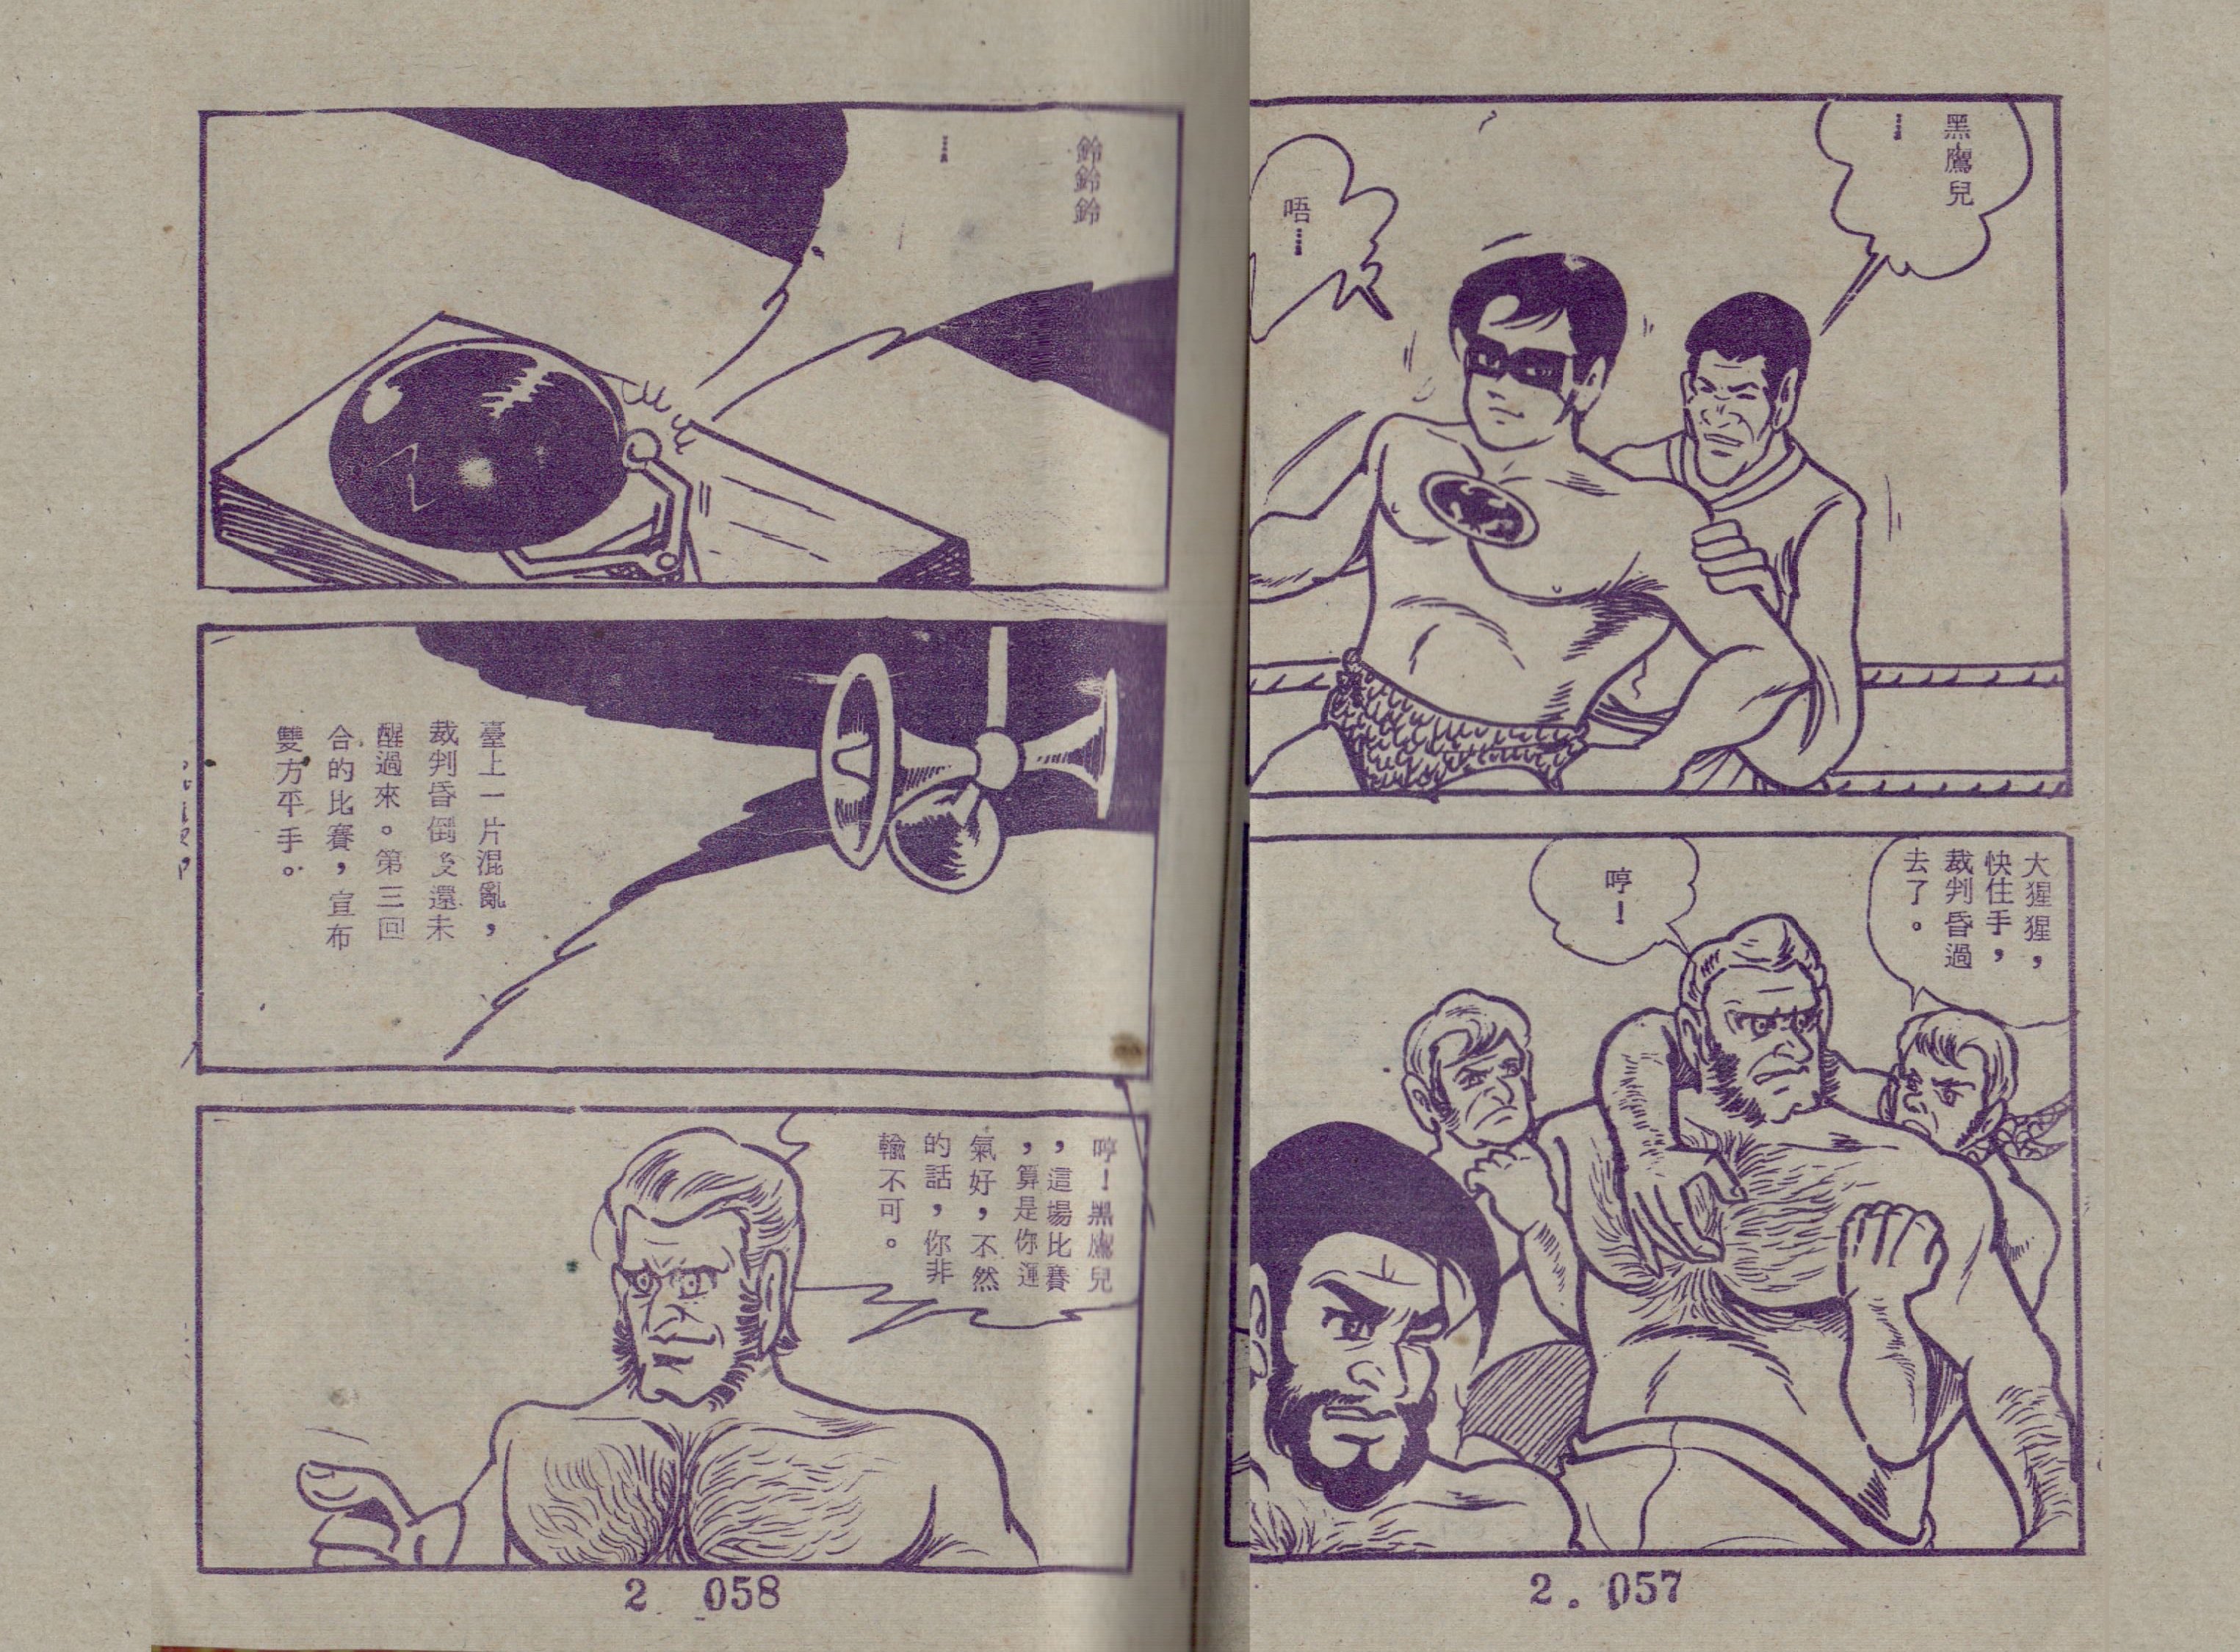 黑鷹兒
……
唔……
大猩猩，
快住手，
裁判昏過
去了。
哼！
2.057
鈴鈴鈴
……
臺上一片混亂，
裁判昏倒後還未
醒過來。第三回
合的比賽，宣布
雙方平手。
哼！黑鷹兒
，這場比賽
，算是你運
氣好，不然
的話，你非
輸不可。
2 058